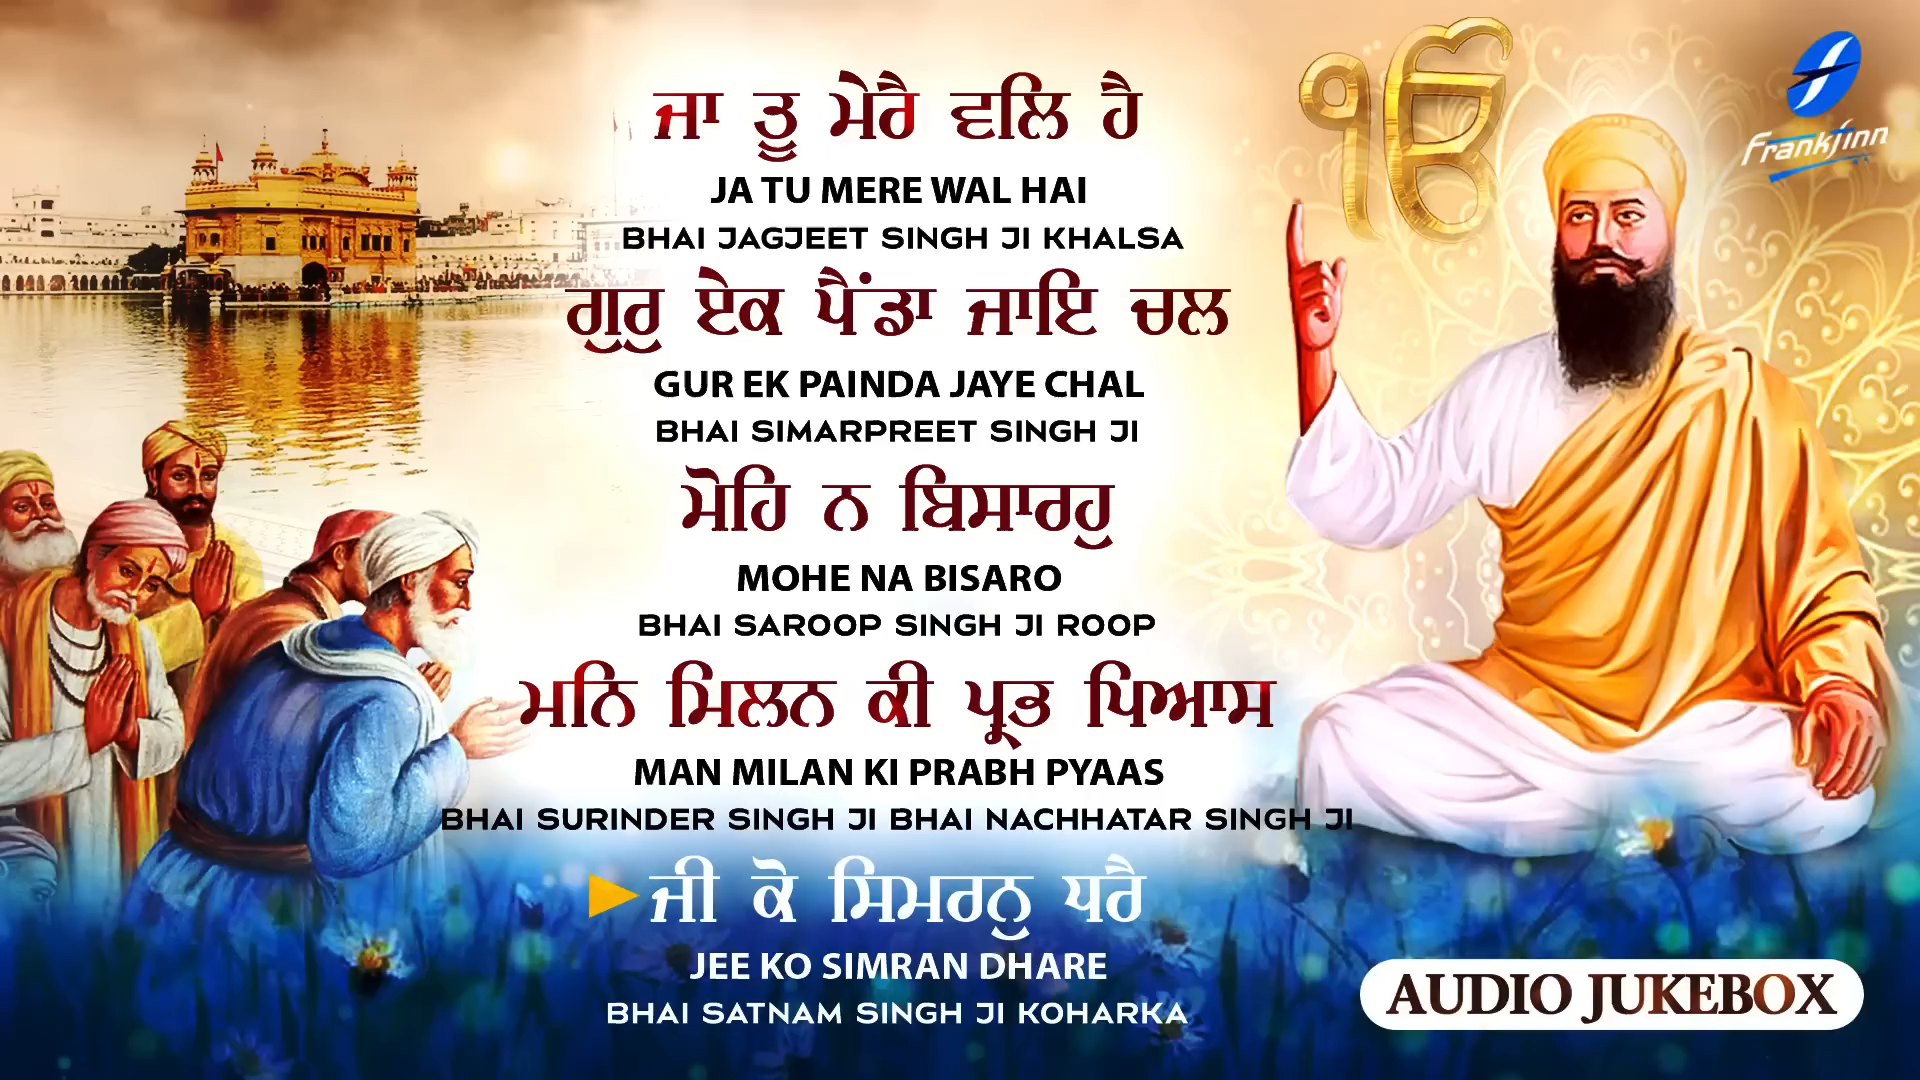 ੴ
Frankfinn
ਜਾ ਤੂ ਮੇਰੈ ਵਲਿ ਹੈ
JA TU MERE WAL HAI
BHAI JAGJEET SINGH JI KHALSA
ਗੁਰੁ ਏਕ ਪੈਂਡਾ ਜਾਇ ਚਲ
GUR EK PAINDA JAYE CHAL
BHAI SIMARPREET SINGH JI
ਮੋਹਿ ਨ ਬਿਸਾਰਹੁ
MOHE NA BISARO
BHAI SAROOP SINGH JI ROOP
ਮਨਿ ਮਿਲਨ ਕੀ ਪ੍ਰਭ ਪਿਆਸ
MAN MILAN KI PRABH PYAAS
BHAI SURINDER SINGH JI BHAI NACHHATAR SINGH JI
ਜੀ ਕੋ ਸਿਮਰਨੁ ਧਰੈ
JEE KO SIMRAN DHARE
BHAI SATNAM SINGH JI KOHARKA
AUDIO JUKEBOX